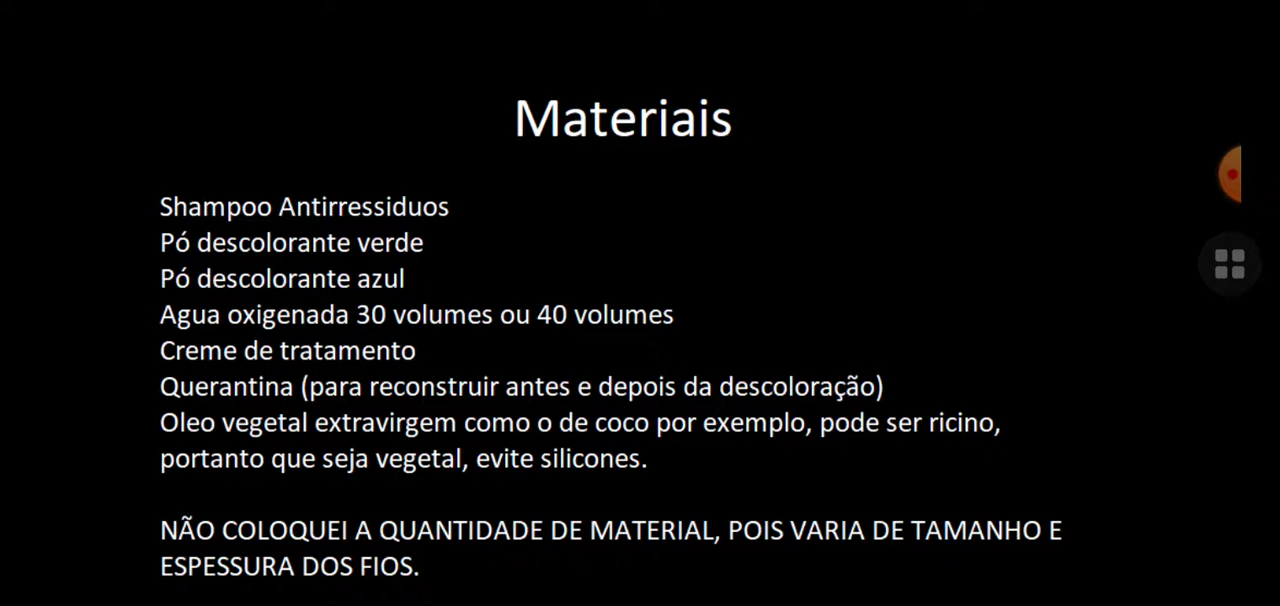 Materiais
Shampoo Antirressiduos
Pó descolorante verde
Pó descolorante azul
Agua oxigenada 30 volumes ou 40 volumes
Creme de tratamento
Querantina (para reconstruir antes e depois da descoloração)
Oleo vegetal extravirgem como o de coco por exemplo, pode ser ricino,
portanto que seja vegetal, evite silicones.
NÃO COLOQUEI A QUANTIDADE DE MATERIAL, POIS VARIA DE TAMANHO E
ESPESSURA DOS FIOS.